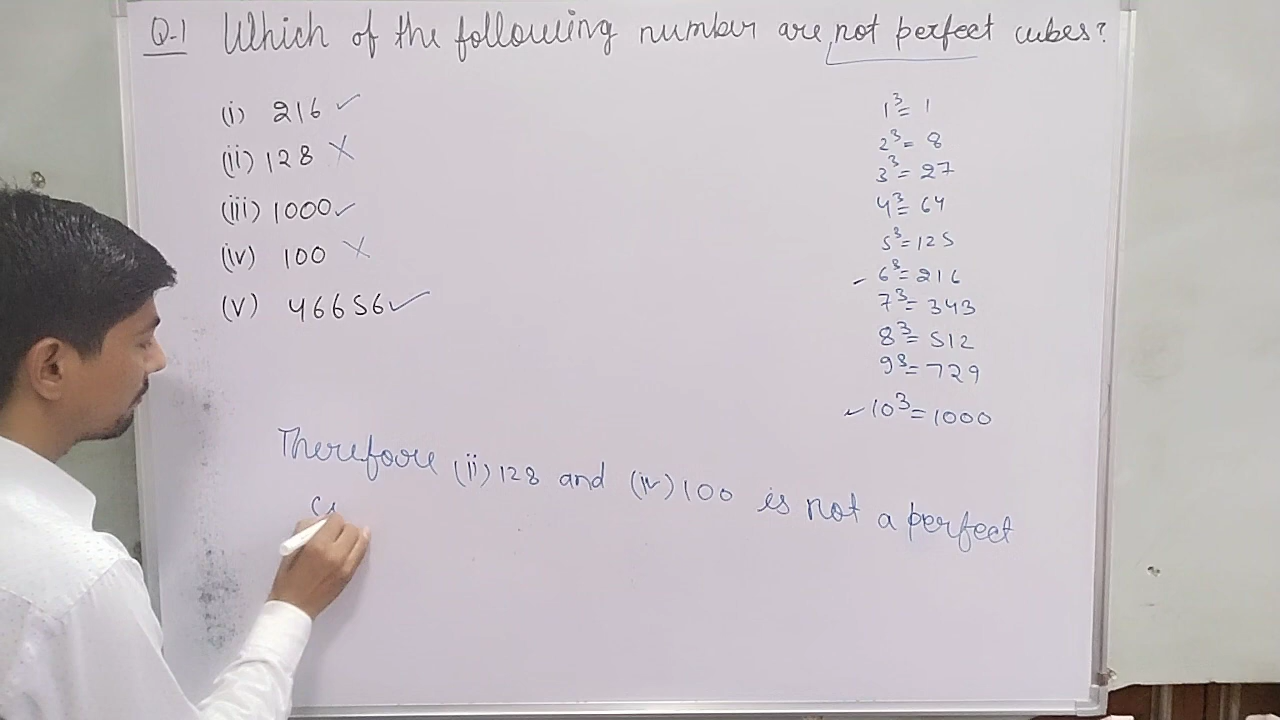 Q-1 Which of the following number are not perfect cubes?
(i) 216 ✓
(ii) 128 X
(iii) 1000 ✓
(iv) 100 X
(v) 46656 ✓
1³= 1
2³= 8
3³= 27
4³= 64
5³=125
6³=216
7³= 343
8³= 512
9³=729
✓10³=1000
Therefore (ii) 128 and (iv) 100 is not a perfect